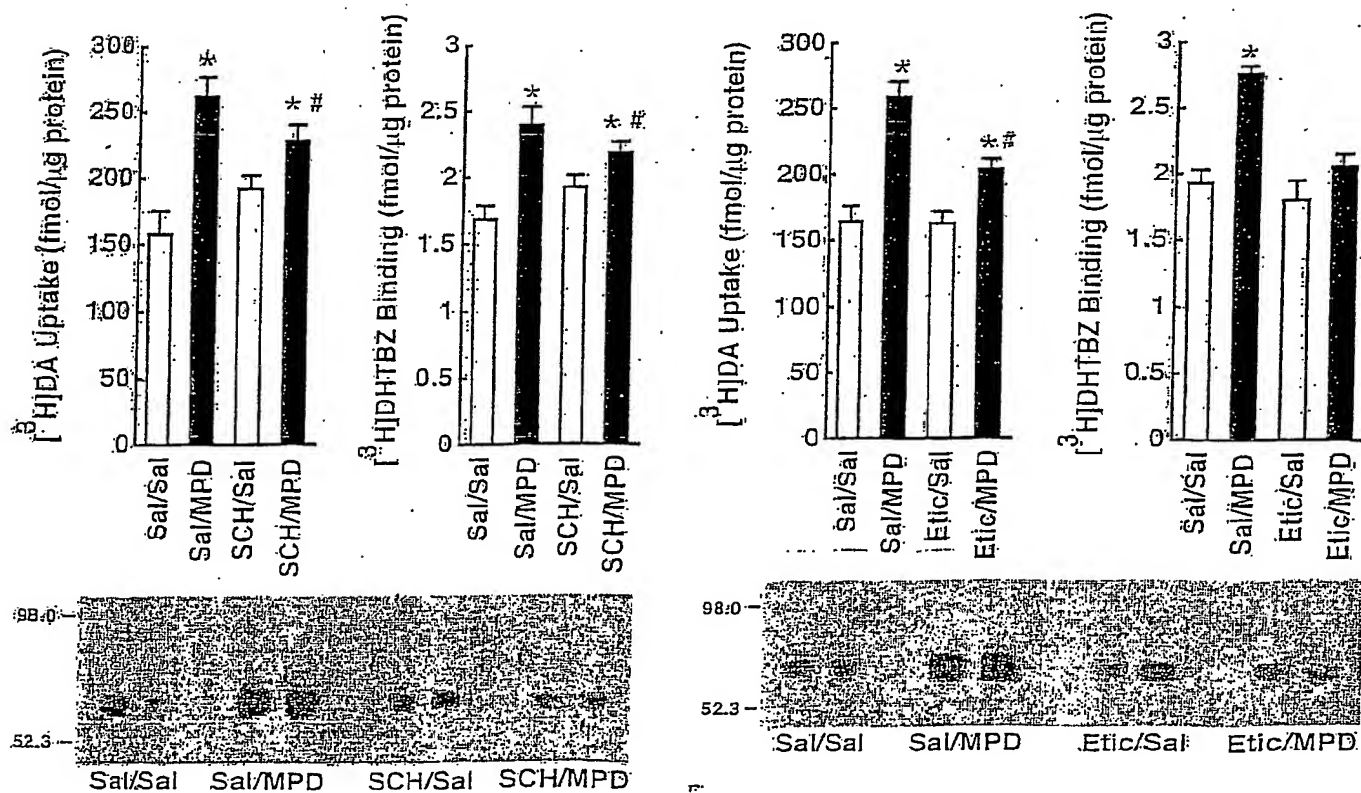 [³H]DA Uptake (fmol/µg protein)
300
250
200
150
100
50
0
*
* #
Sal/Sal
Sal/MPD
SCH/Sal
SCH/MPD
[³H]DHTBZ Binding (fmol/µg protein)
3
2.5
2
1.5
1
0.5
0
*
* #
Sal/Sal
Sal/MPD
SCH/Sal
SCH/MPD
[³H]DA Uptake (fmol/µg protein)
300
250
200
150
100
50
0
*
*#
Sal/Sal
Sal/MPD
Etic/Sal
Etic/MPD
[³H]DHTBZ Binding (fmol/µg protein)
3
2.5
2
1.5
1
0.5
0
*
Sal/Sal
Sal/MPD
Etic/Sal
Etic/MPD
98.0
52.3
Sal/Sal Sal/MPD SCH/Sal SCH/MPD
98.0
52.3
Sal/Sal Sal/MPD Etic/Sal Etic/MPD